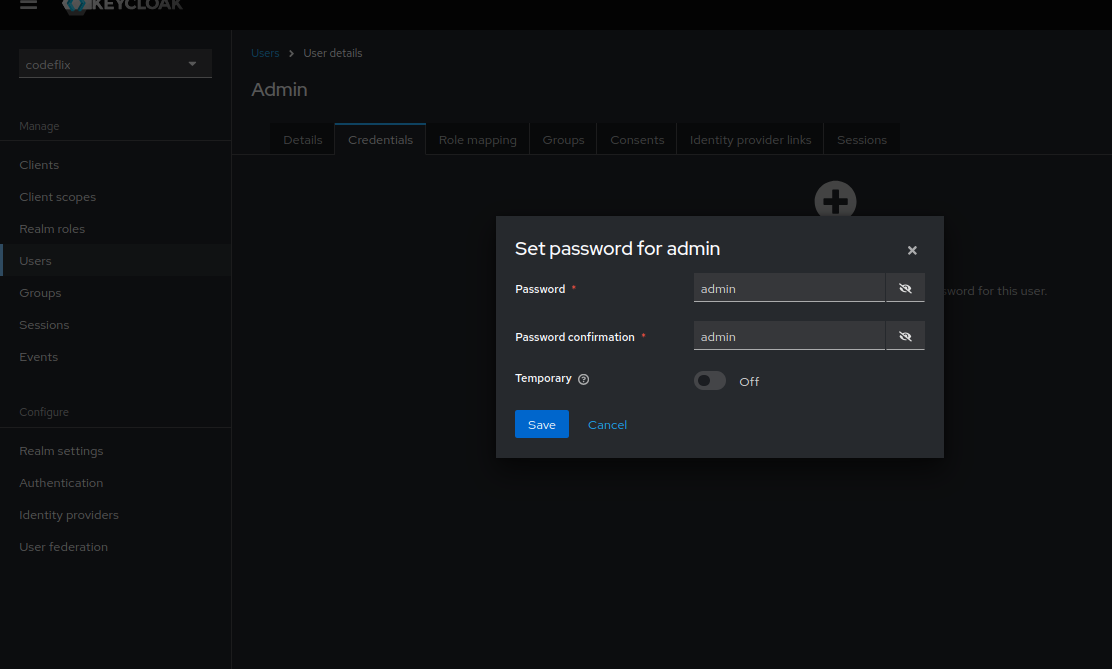 KEYCLOAK
codeflix
Users > User details
Admin
Manage
Details Credentials Role mapping Groups Consents Identity provider links Sessions
Clients
Client scopes
Realm roles
Users
Groups
Sessions
Events
Configure
Realm settings
Authentication
Identity providers
User federation
Set password for admin
Password * admin
for this user.
Password confirmation * admin
Temporary Off
Save Cancel